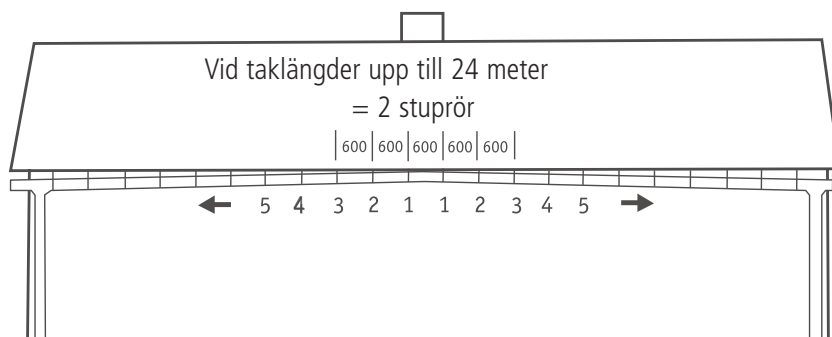 Vid taklängder upp till 24 meter
= 2 stuprör
600 600 600 600 600
5 4 3 2 1 1 2 3 4 5